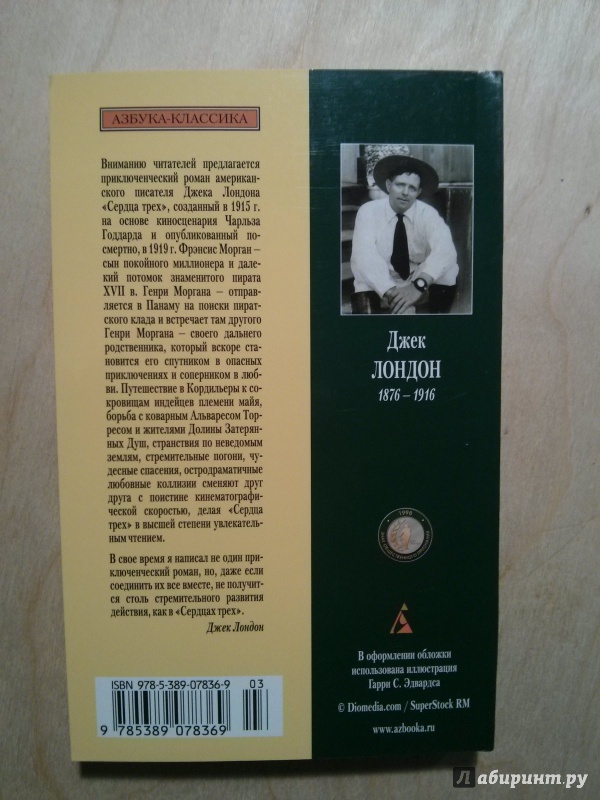 АЗБУКА-КЛАССИКА
Вниманию читателей предлагается
приключенческий роман американ-
ского писателя Джека Лондона
«Сердца трех», созданный в 1915 г.
на основе киносценария Чарльза
Годдарда и опубликованный по-
смертно, в 1919 г. Фрэнсис Морган –
сын покойного миллионера и дале-
кий потомок знаменитого пирата
XVII в. Генри Моргана – отправ-
ляется в Панаму на поиски пират-
ского клада и встречает там другого
Генри Моргана – своего дальнего
родственника, который вскоре ста-
новится его спутником в опасных
приключениях и соперником в люб-
ви. Путешествие в Кордильеры к со-
кровищам индейцев племени майя,
борьба с коварным Альваресом Тор-
ресом и жителями Долины Затерян-
ных Душ, странствия по неведомым
землям, стремительные погони, чу-
десные спасения, остродраматичные
любовные коллизии сменяют друг
друга с поистине кинематографи-
ческой скоростью, делая «Сердца
трех» в высшей степени увлекатель-
ным чтением.
В свое время я написал не один при-
ключенческий роман, но, даже если
соединить их все вместе, не получит-
ся столь стремительного развития
действия, как в «Сердцах трех».
Джек Лондон
ISBN 978-5-389-07836-9
03
9 785389 078369
Джек
ЛОНДОН
1876 – 1916
1998
В оформлении обложки
использована иллюстрация
Гарри С. Эдвардса
© Diomedia.com / SuperStock RM
www.azbooka.ru
лабиринт.ру